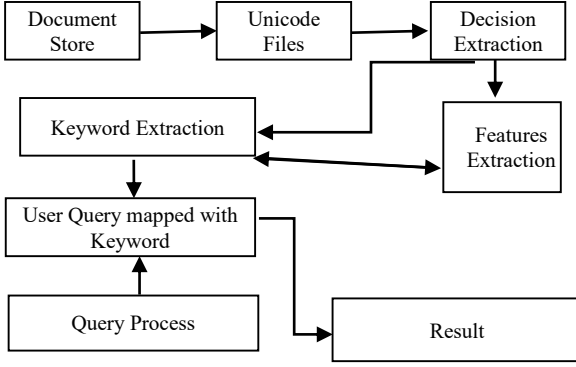 Document
Store
Unicode
Files
Decision
Extraction
Keyword Extraction
Features
Extraction
User Query mapped with
Keyword
Query Process
Result